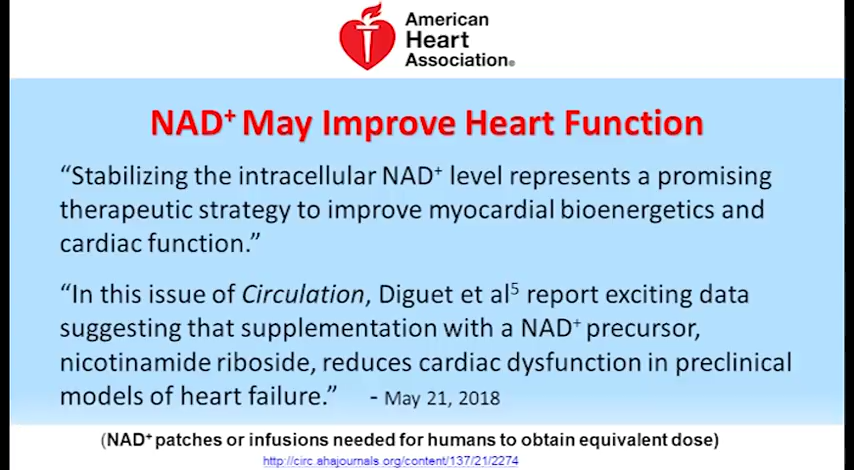 American
Heart
Association®
NAD⁺ May Improve Heart Function
“Stabilizing the intracellular NAD⁺ level represents a promising
therapeutic strategy to improve myocardial bioenergetics and
cardiac function.”
“In this issue of Circulation, Diguet et al⁵ report exciting data
suggesting that supplementation with a NAD⁺ precursor,
nicotinamide riboside, reduces cardiac dysfunction in preclinical
models of heart failure.” - May 21, 2018
(NAD⁺ patches or infusions needed for humans to obtain equivalent dose)
http://circ.ahajournals.org/content/137/21/2274